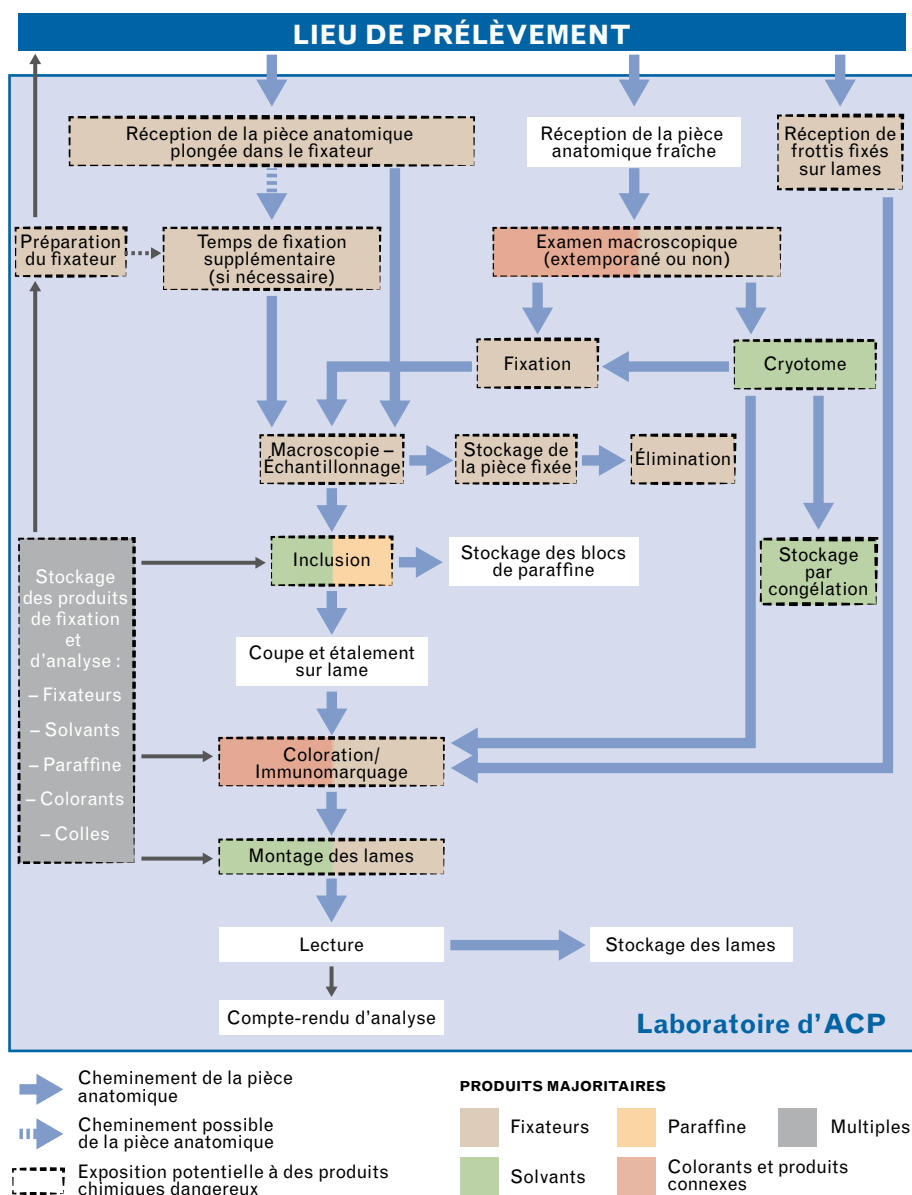 LIEU DE PRÉLÈVEMENT
Réception de la pièce anatomique
plongée dans le fixateur
Réception de la pièce
anatomique fraîche
Réception de
frottis fixés
sur lames
Préparation
du fixateur
Temps de fixation
supplémentaire
(si nécessaire)
Examen macroscopique
(extemporané ou non)
Fixation
Cryotome
Macroscopie –
Échantillonnage
Stockage de
la pièce fixée
Élimination
Stockage
des produits
de fixation
et
d'analyse :
– Fixateurs
– Solvants
– Paraffine
– Colorants
– Colles
Inclusion
Stockage des blocs
de paraffine
Stockage
par
congélation
Coupe et étalement
sur lame
Coloration/
Immunomarquage
Montage des lames
Lecture
Stockage des lames
Compte-rendu d'analyse
Laboratoire d'ACP
Cheminement de la pièce
anatomique
Cheminement possible
de la pièce anatomique
Exposition potentielle à des produits
chimiques dangereux
PRODUITS MAJORITAIRES
Fixateurs
Paraffine
Multiples
Solvants
Colorants et produits
connexes